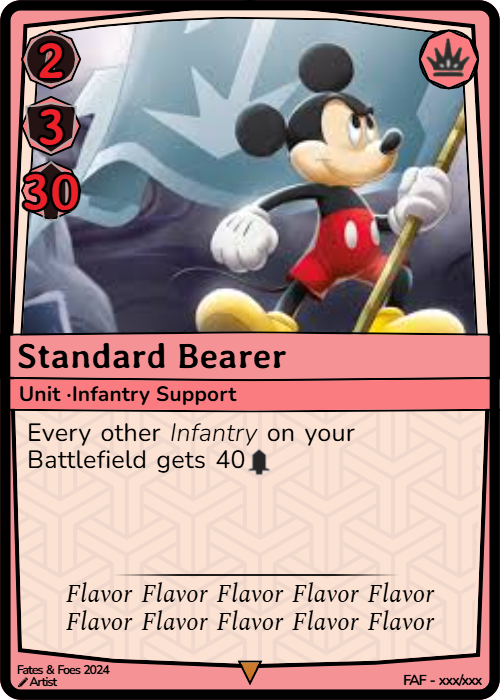 2
3
30
Standard Bearer
Unit ·Infantry Support
Every other Infantry on your
Battlefield gets 40
Flavor Flavor Flavor Flavor Flavor
Flavor Flavor Flavor Flavor Flavor
Fates & Foes 2024
Artist
FAF - xxx/xxx